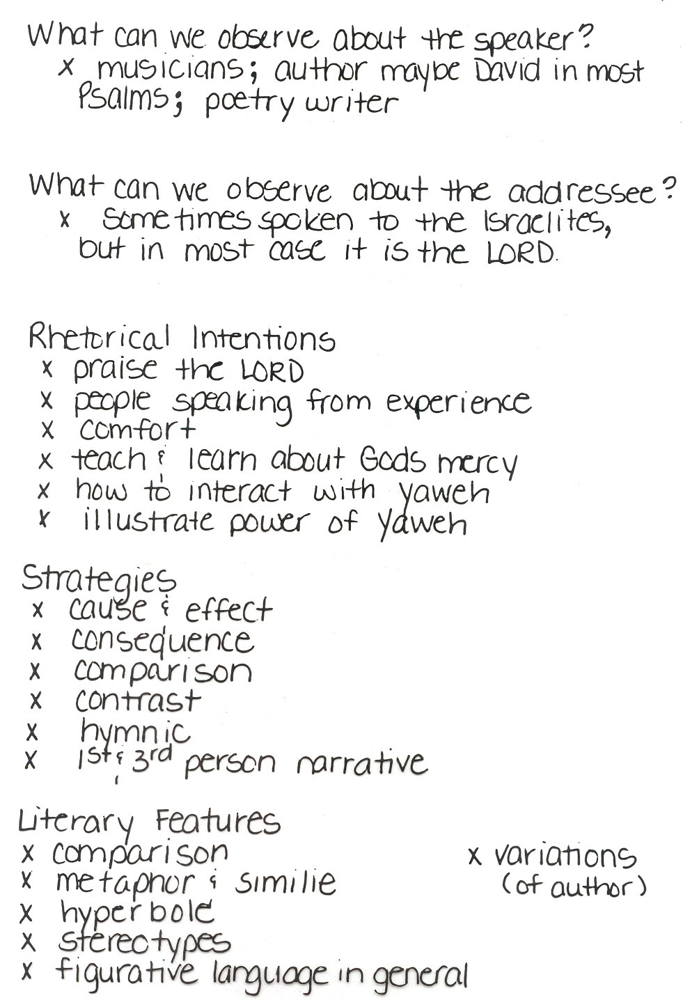 What can we observe about the speaker?
x musicians; author maybe David in most
Psalms; poetry writer
What can we observe about the addressee?
x Sometimes spoken to the Israelites,
but in most case it is the LORD.
Rhetorical Intentions
x praise the LORD
x people speaking from experience
x comfort
x teach & learn about Gods mercy
x how to interact with yaweh
x illustrate power of Yaweh
Strategies
x cause & effect
x consequence
x comparison
x contrast
x hymnic
x 1st & 3rd person narrative
Literary Features
x comparison
x metaphor & similie
x hyperbole
x stereotypes
x figurative language in general
x variations
(of author)